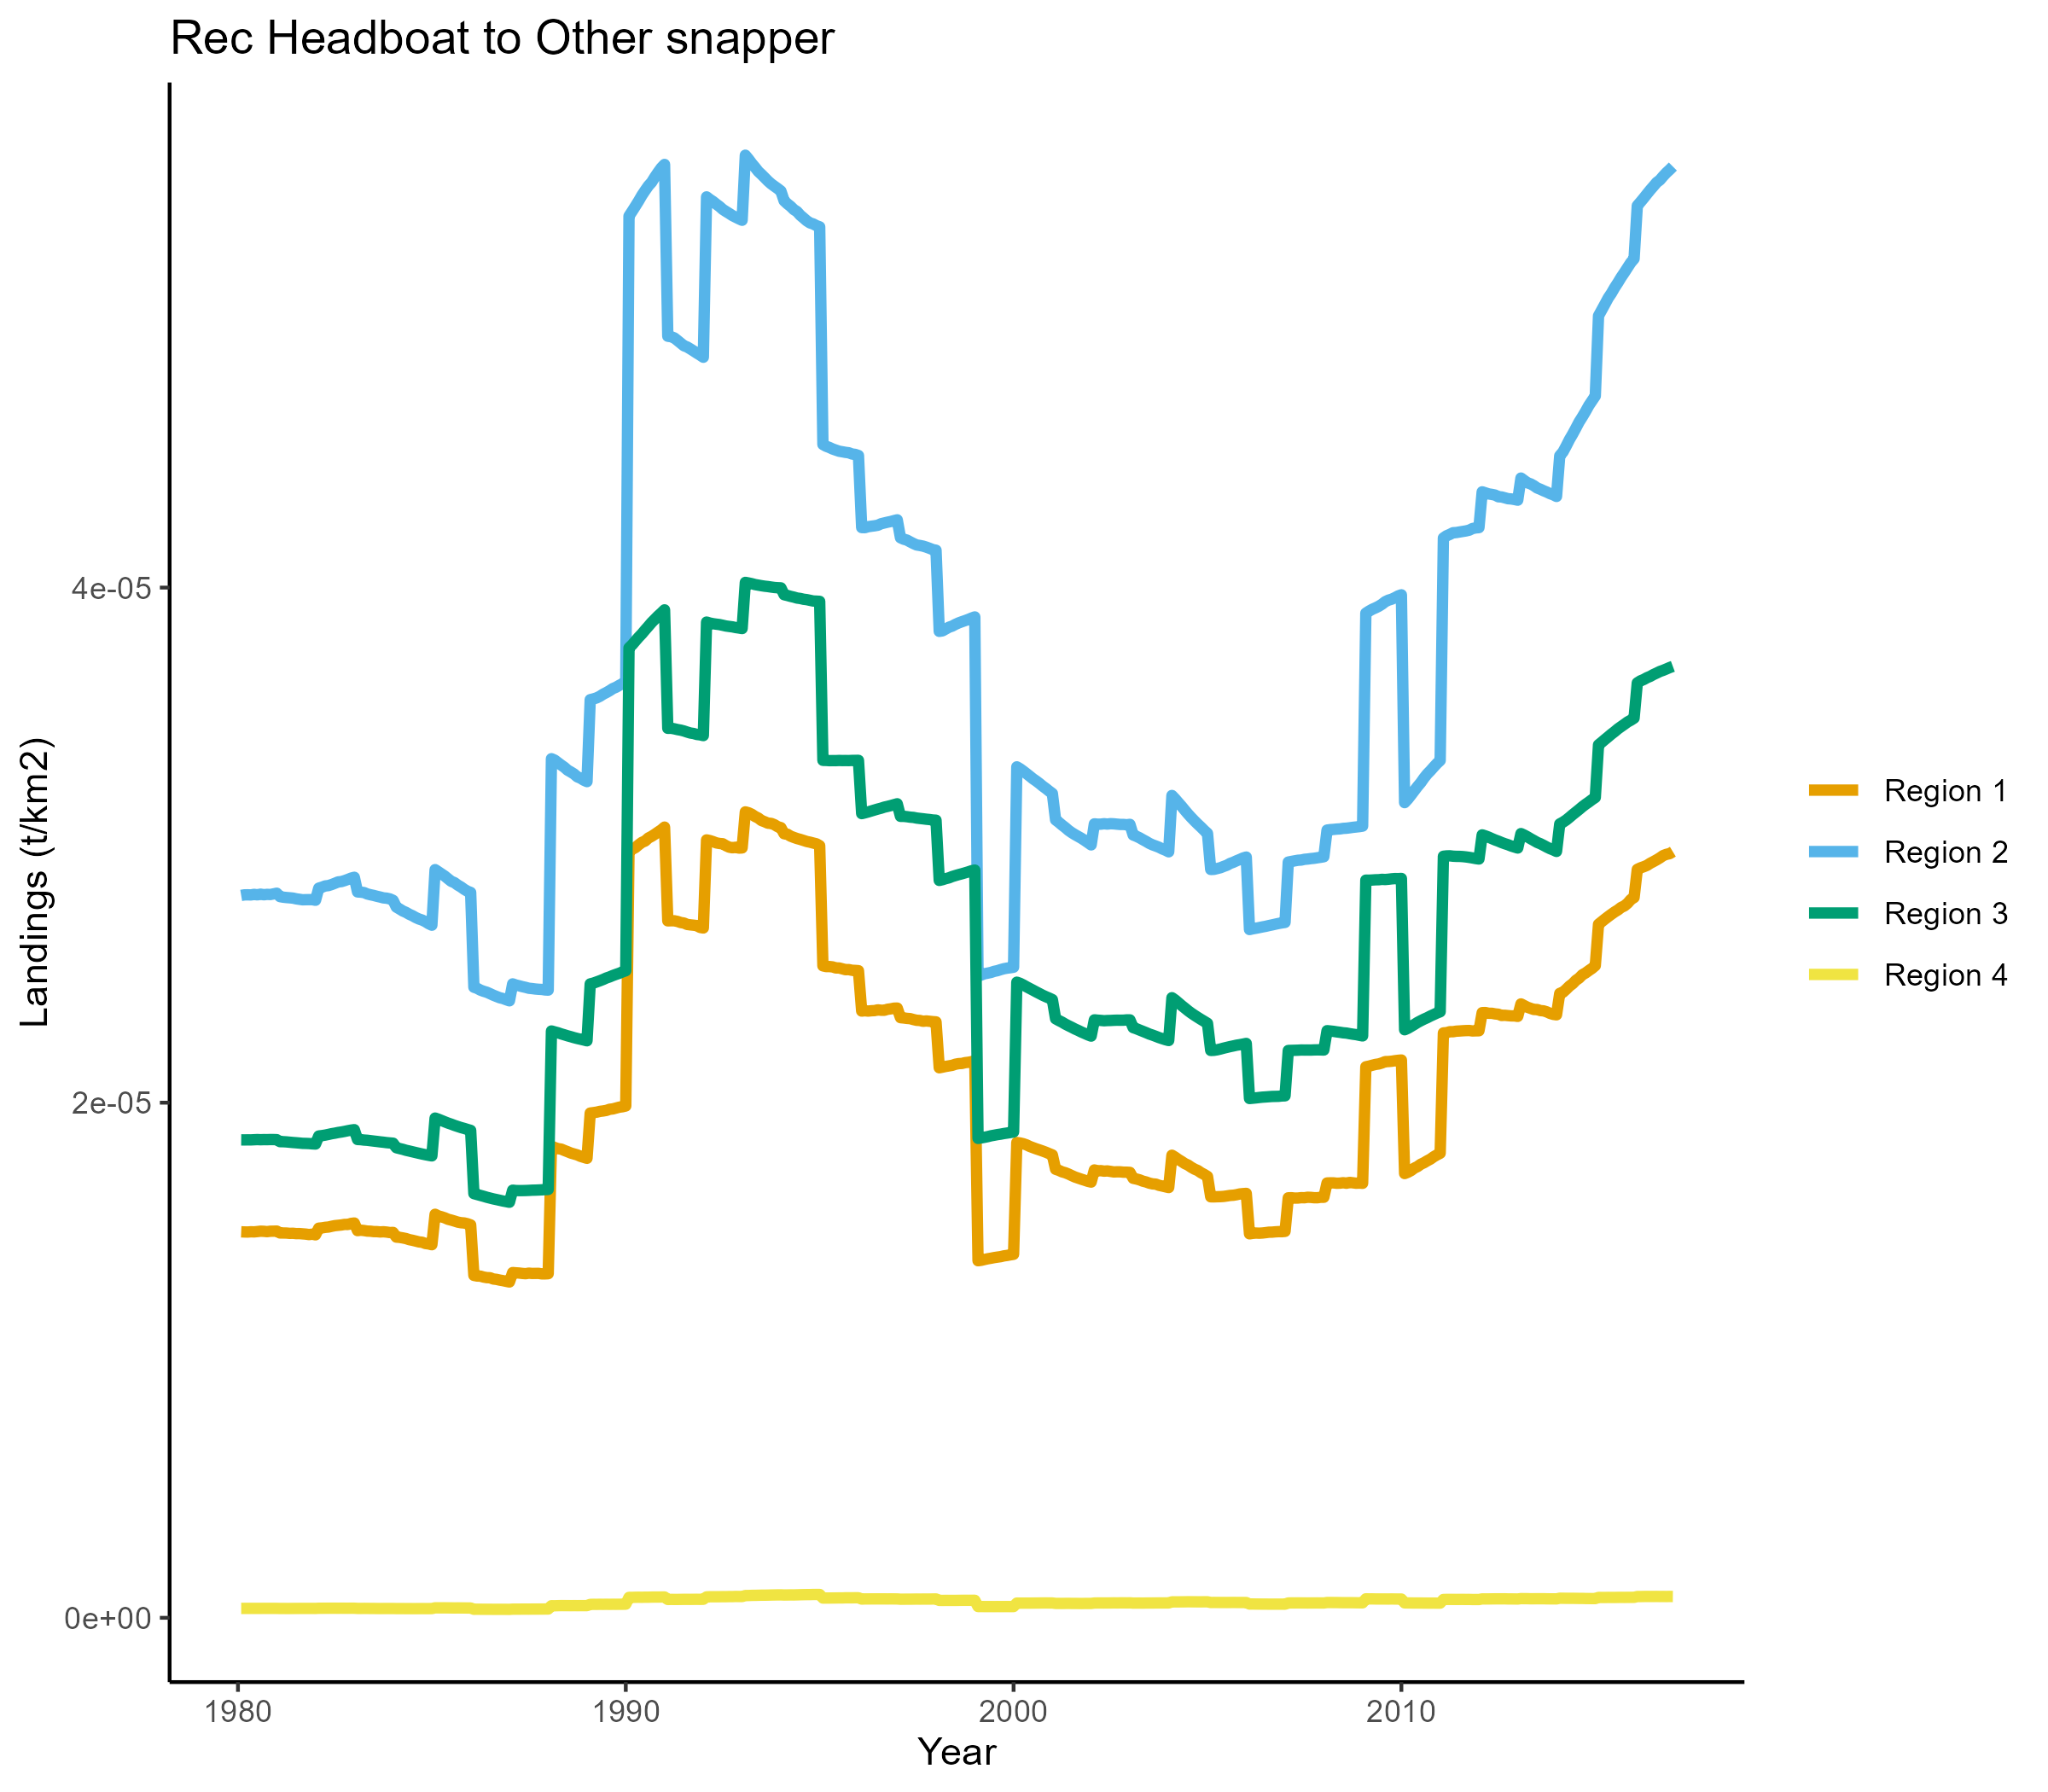 Rec Headboat to Other snapper
Landings (t/km2)
4e-05
2e-05
0e+00
1980
1990
2000
2010
Year
Region 1
Region 2
Region 3
Region 4